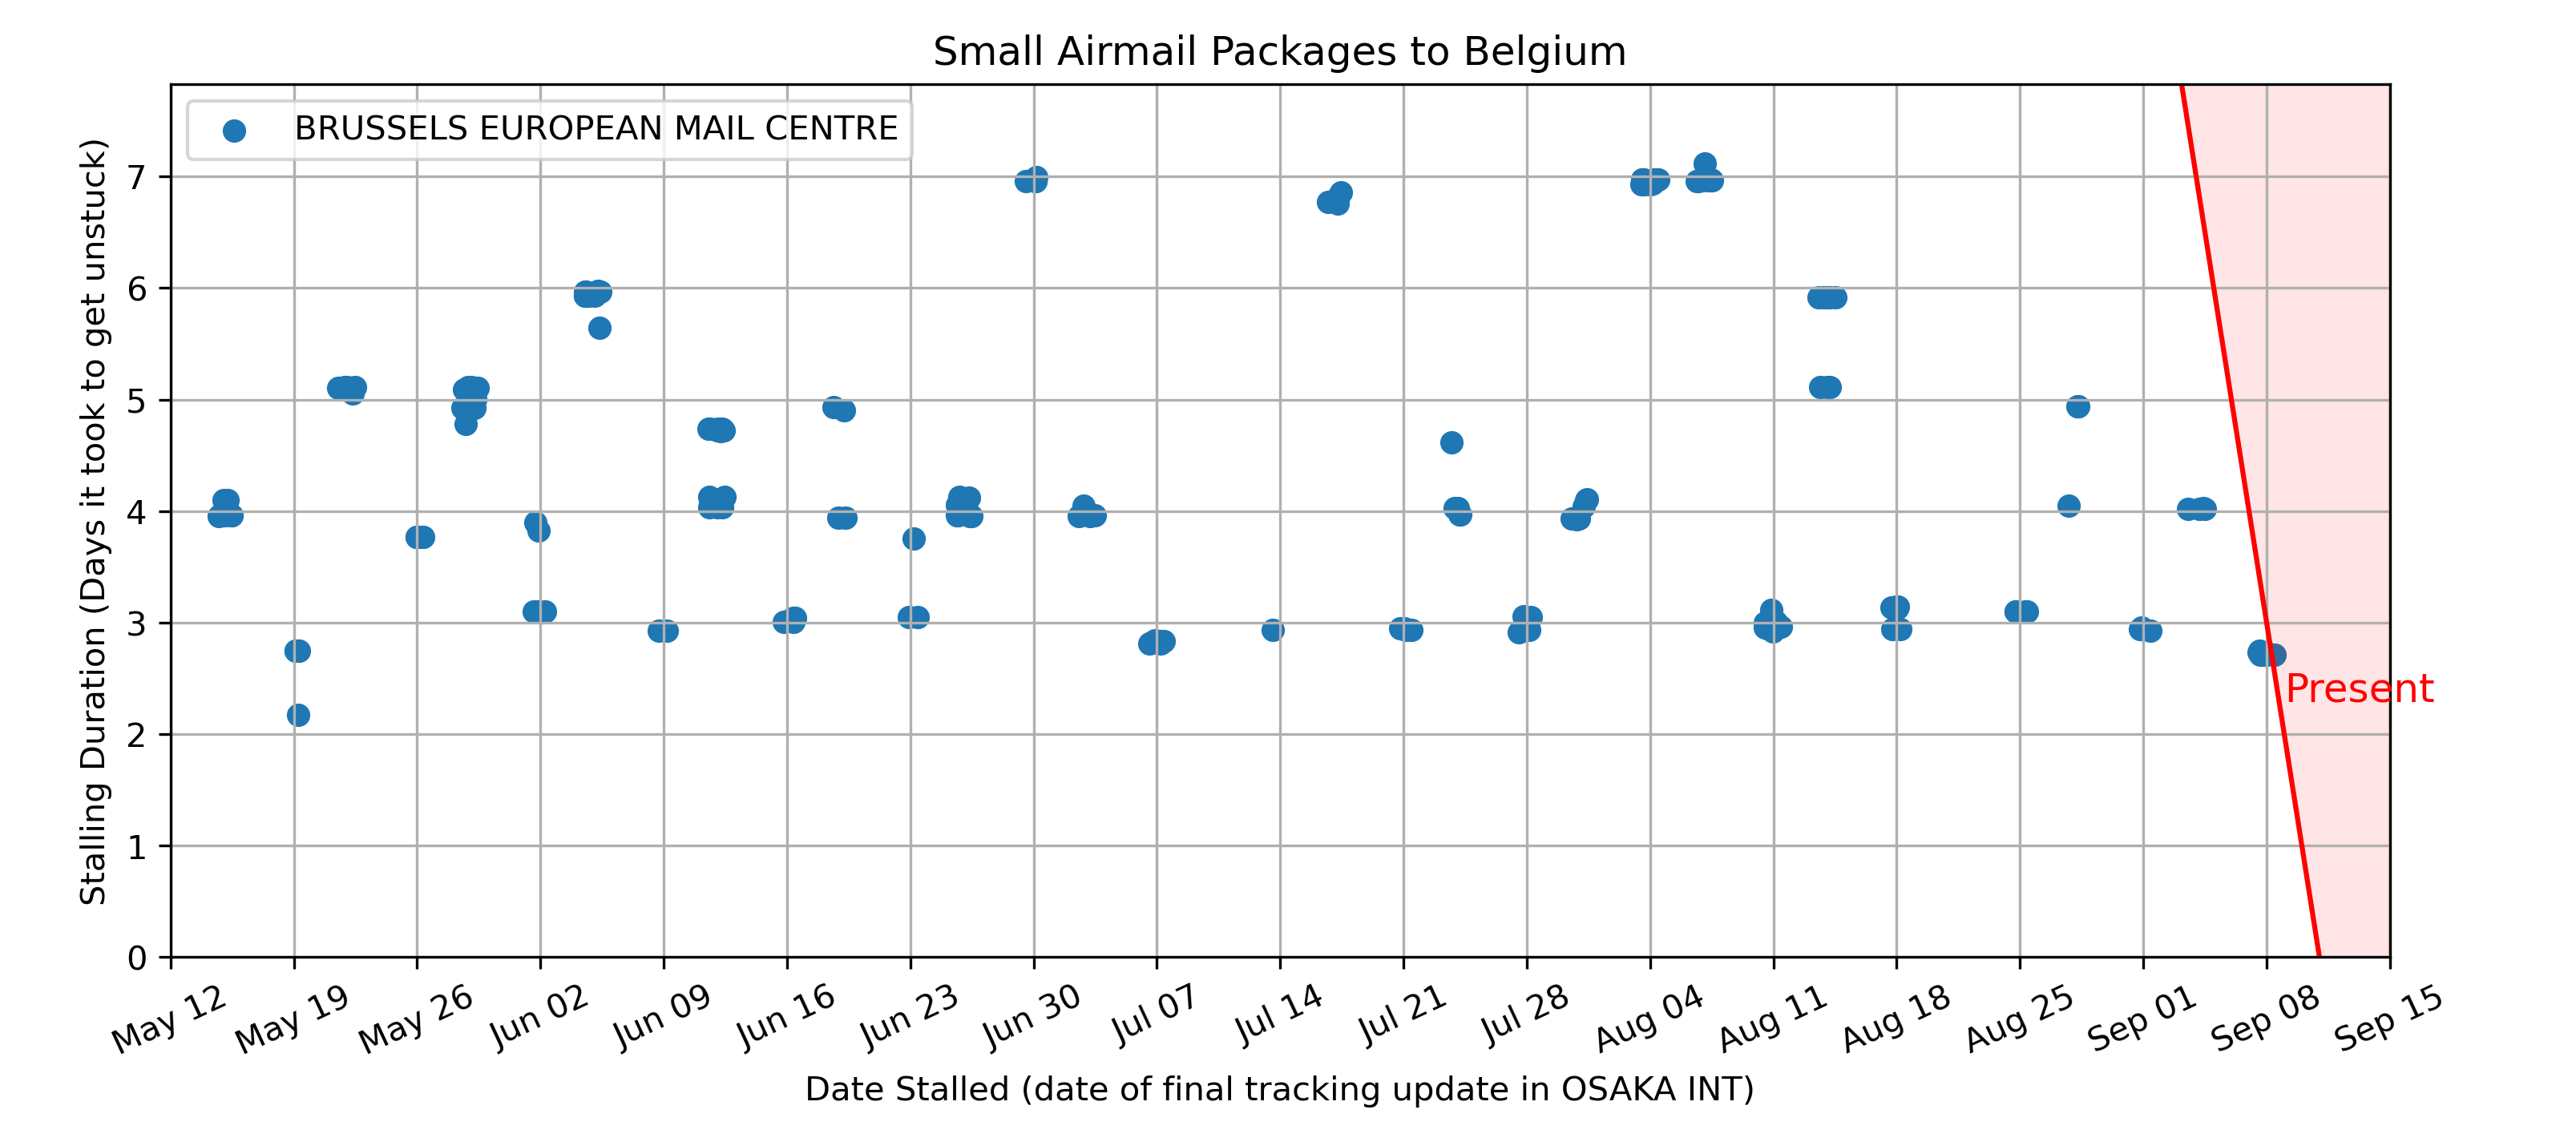 Small Airmail Packages to Belgium
BRUSSELS EUROPEAN MAIL CENTRE
Stalling Duration (Days it took to get unstuck)
7
6
5
4
3
2
1
0
Present
May 12
May 19
May 26
Jun 02
Jun 09
Jun 16
Jun 23
Jun 30
Jul 07
Jul 14
Jul 21
Jul 28
Aug 04
Aug 11
Aug 18
Aug 25
Sep 01
Sep 08
Sep 15
Date Stalled (date of final tracking update in OSAKA INT)